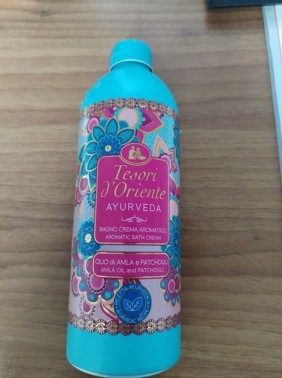 Tesori
d'Oriente
AYURVEDA
BAGNO CREMA AROMATICO
AROMATIC BATH CREAM
OLIO di AMLA e PATCHOULI
AMLA OIL and PATCHOULI